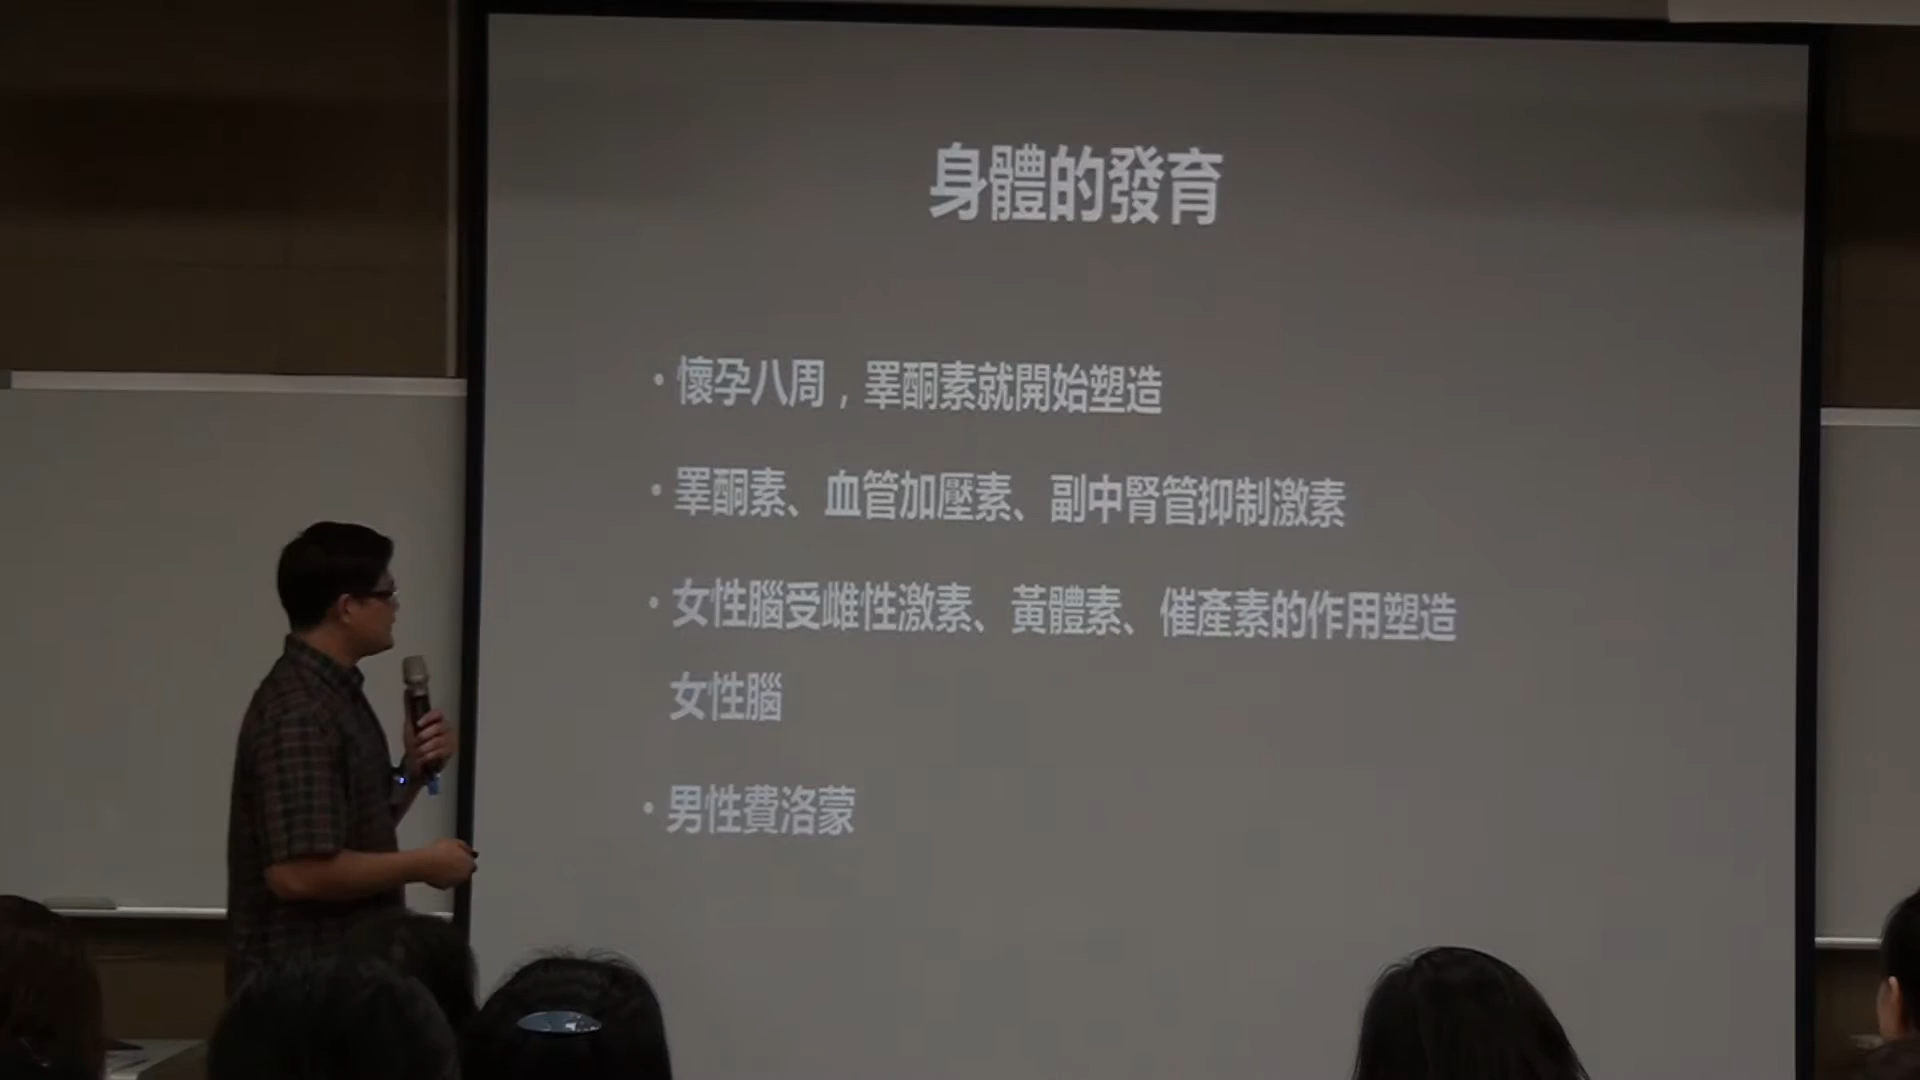 身體的發育
•懷孕八周，睪酮素就開始塑造
•睪酮素、血管加壓素、副中腎管抑制激素
•女性腦受雌性激素、黃體素、催產素的作用塑造
女性腦
•男性費洛蒙